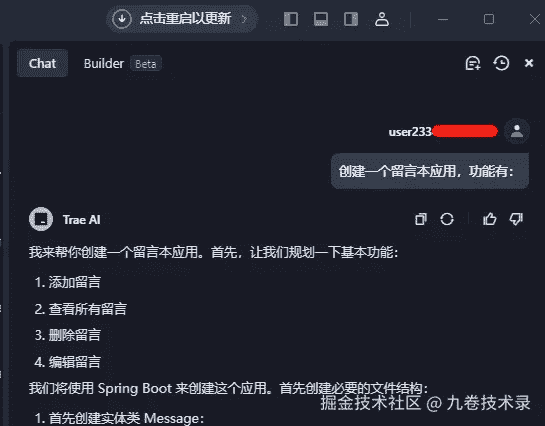 点击重启以更新
Chat Builder Beta
user233
创建一个留言本应用，功能有：
Trae AI
我来帮你创建一个留言本应用。首先，让我们规划一下基本功能：
1. 添加留言
2. 查看所有留言
3. 删除留言
4. 编辑留言
我们将使用 Spring Boot 来创建这个应用。首先创建必要的文件结构：
1. 首先创建实体类 Message：
掘金技术社区 @ 九卷技术录